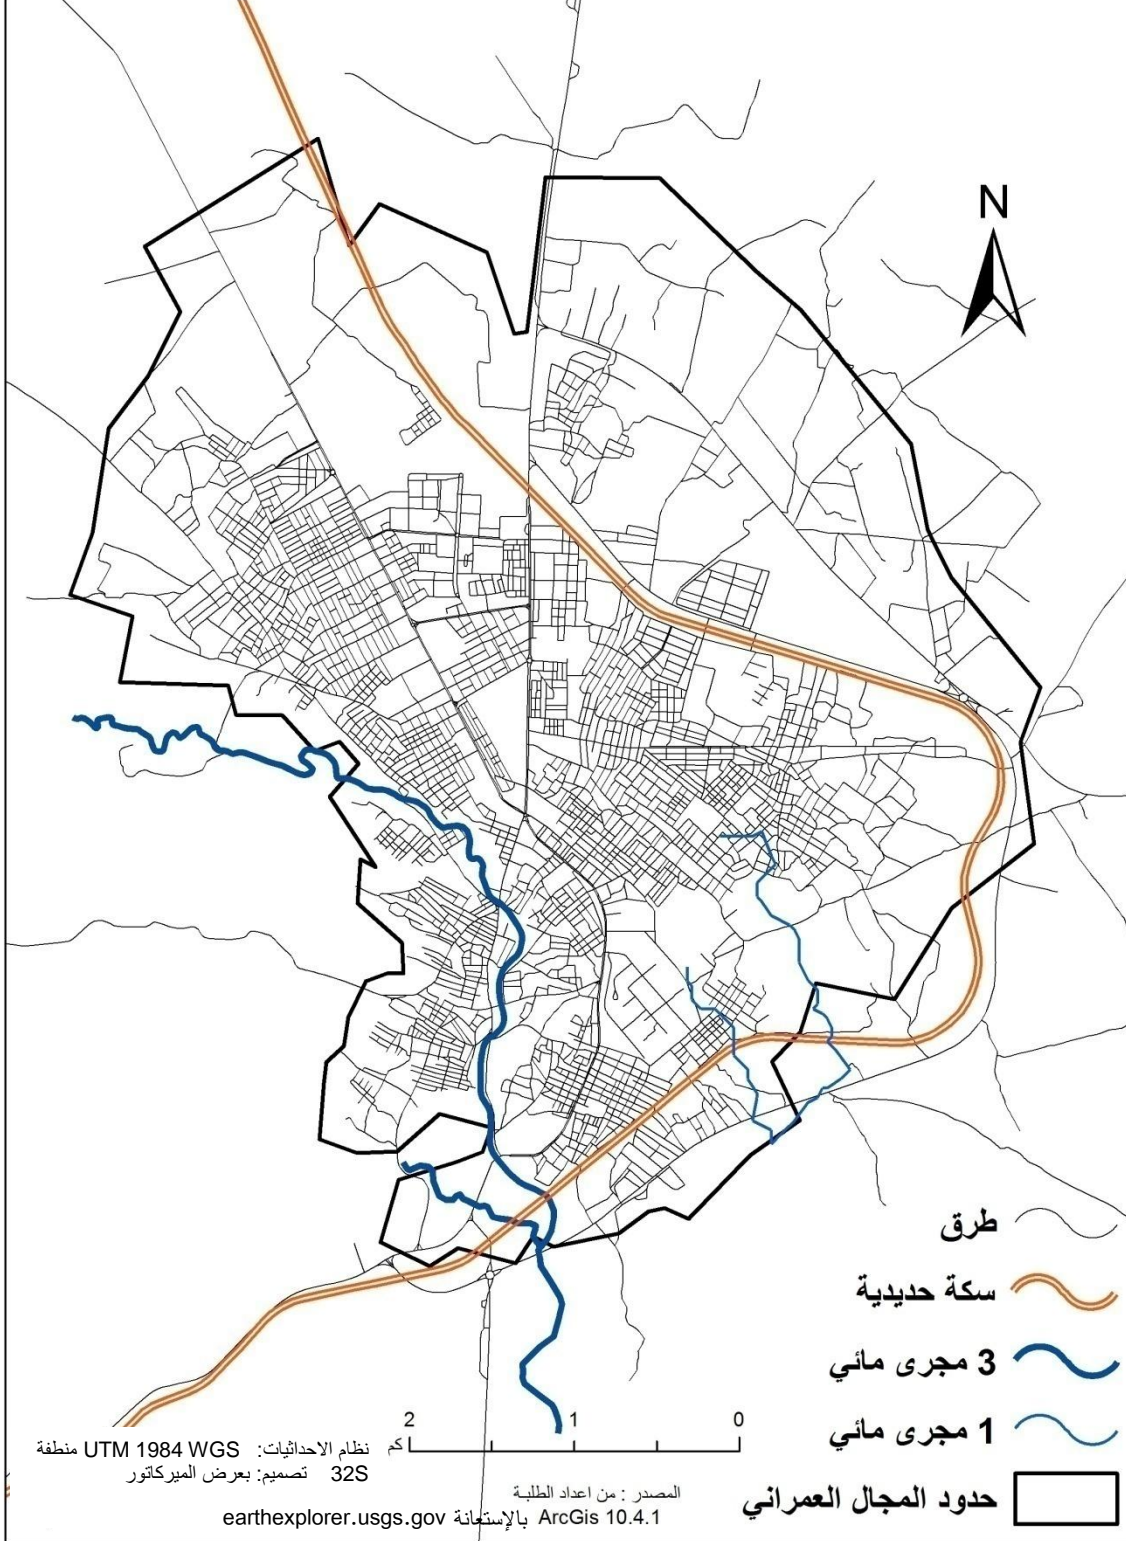 N
طرق
سكة حديدية
3 مجرى مائي
1 مجرى مائي
حدود المجال العمراني
2 1 0
كم
نظام الاحداثيات: UTM 1984 WGS منطفة
32S تصميم: بعرض الميركاتور
المصدر : من اعداد الطلبة
بالإستعانة ArcGis 10.4.1
earthexplorer.usgs.gov